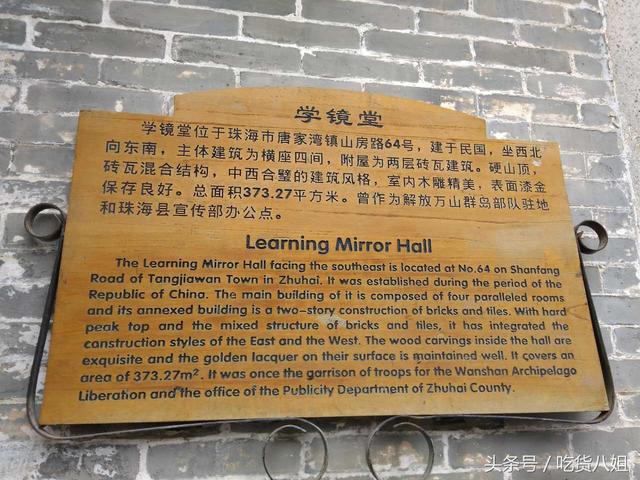 学镜堂
学镜堂位于珠海市唐家湾镇山房路64号，建于民国，坐西北
向东南，主体建筑为横座四间，附屋为两层砖瓦建筑。硬山顶，
砖瓦混合结构，中西合璧的建筑风格，室内木雕精美，表面漆金
保存良好。总面积373.27平方米。曾作为解放万山群岛部队驻地
和珠海县宣传部办公点。
Learning Mirror Hall
The Learning Mirror Hall facing the southeast is located at No.64 on Shanfang
Road of Tangjiawan Town in Zhuhai. It was established during the period of the
Republic of China. The main building of it is composed of four paralleled rooms
and its annexed building is a two-story construction of bricks and tiles. With hard
peak top and the mixed structure of bricks and tiles, it has integrated the
construction styles of the East and the West. The wood carvings inside the hall are
exquisite and the golden lacquer on their surface is maintained well. It covers an
area of 373.27m². It was once the garrison of troops for the Wanshan Archipelago
Liberation and the office of the Publicity Department of Zhuhai County.
头条号/吃货八姐